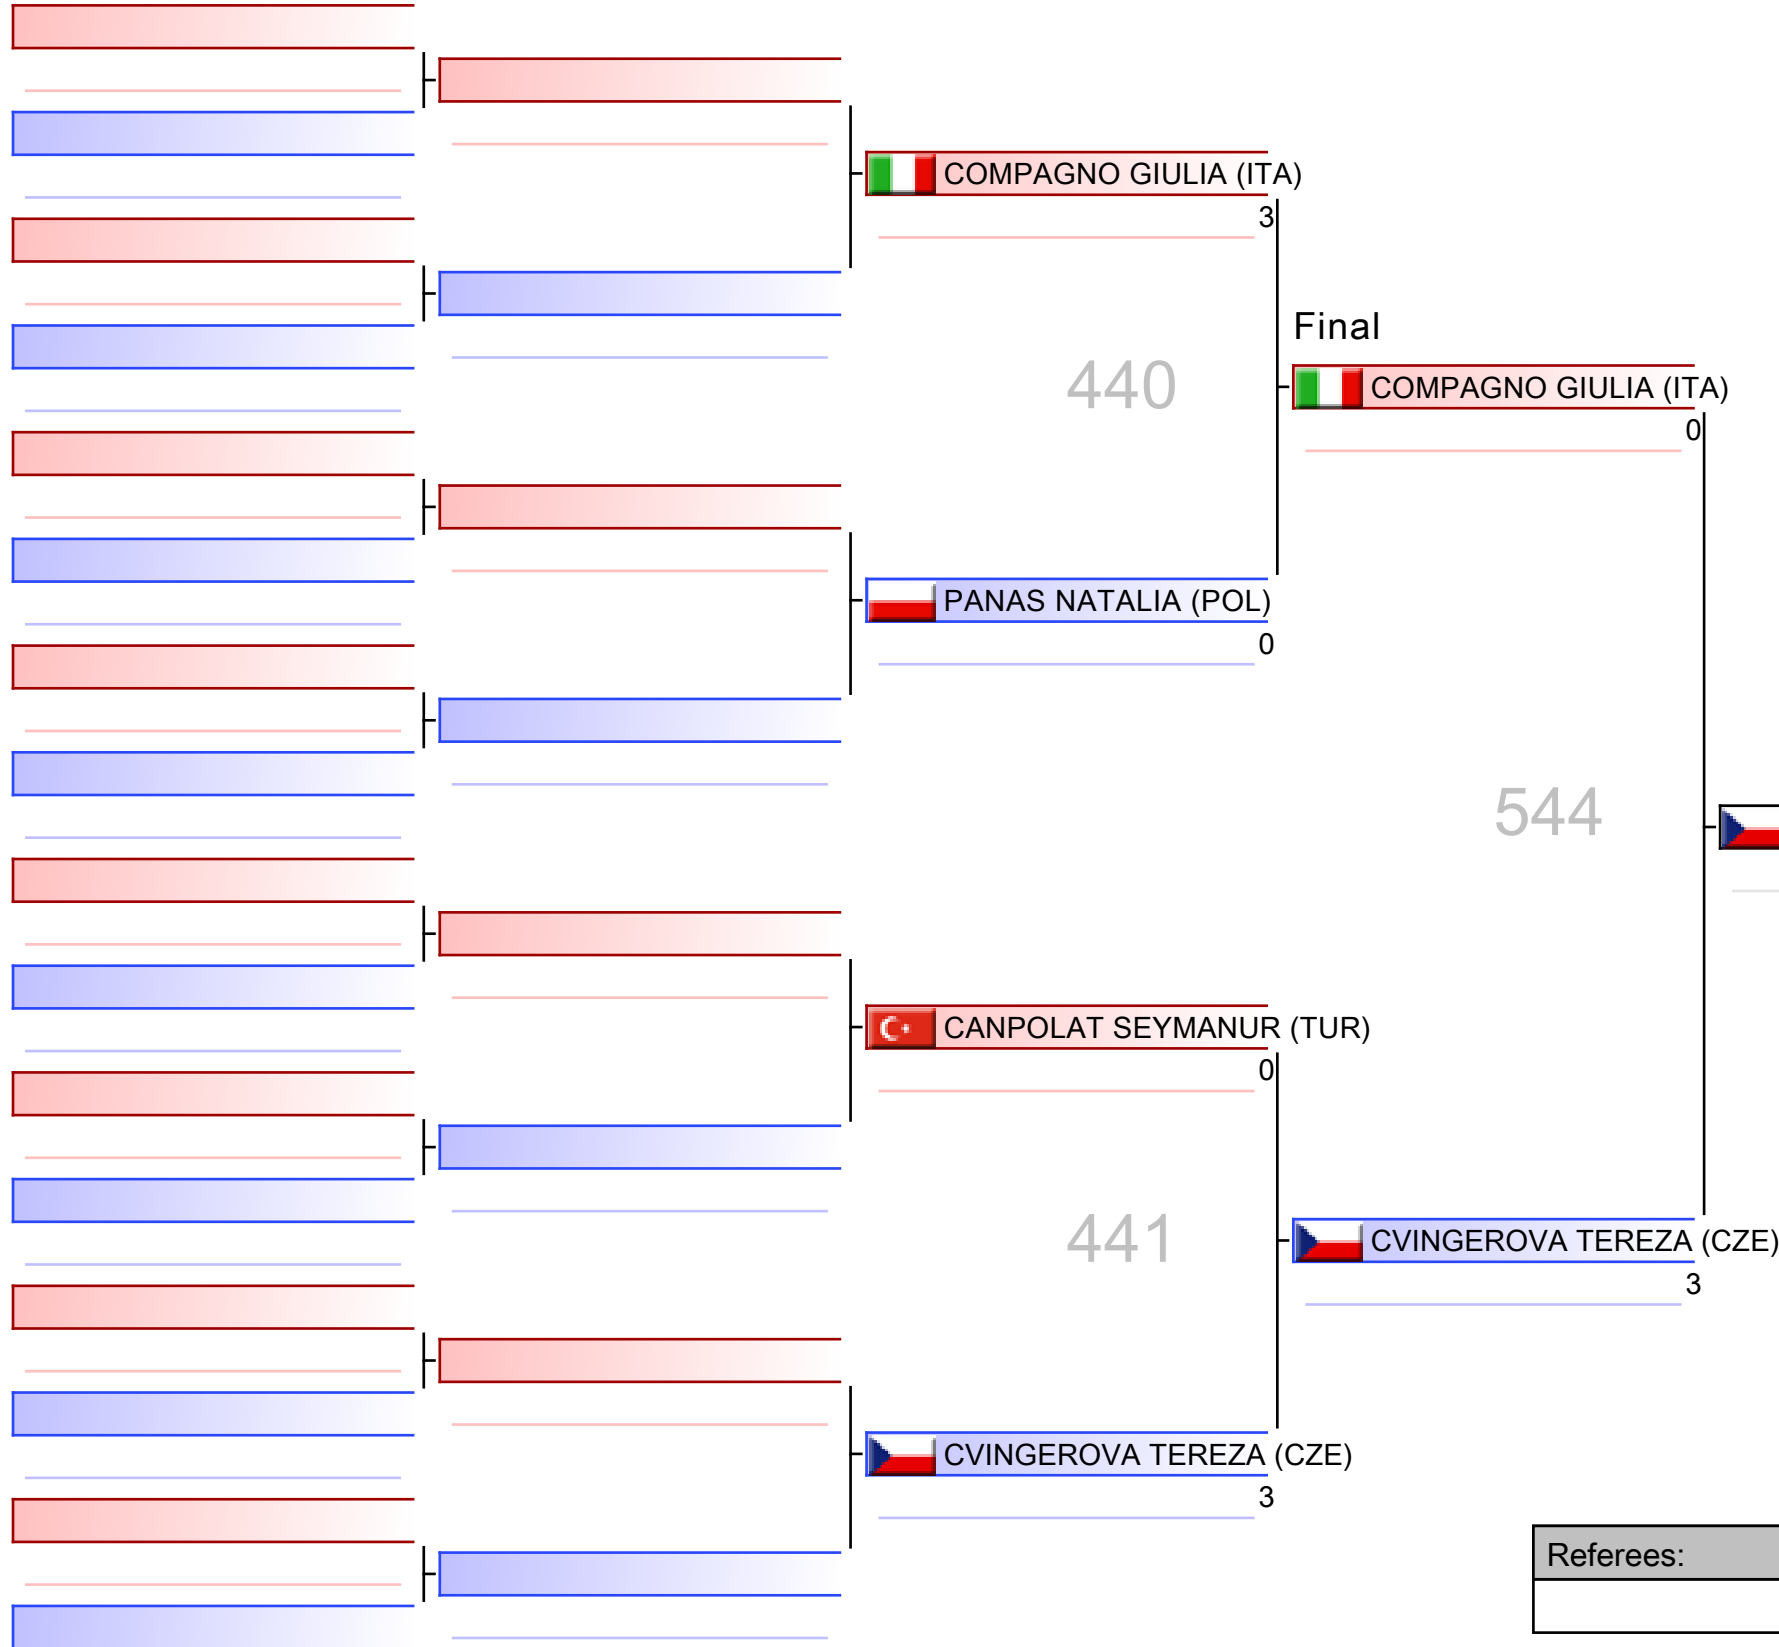 COMPAGNO GIULIA (ITA)
3
Final
440
COMPAGNO GIULIA (ITA)
0
PANAS NATALIA (POL)
0
544
CANPOLAT SEYMANUR (TUR)
0
441
CVINGEROVA TEREZA (CZE)
3
CVINGEROVA TEREZA (CZE)
3
Referees: